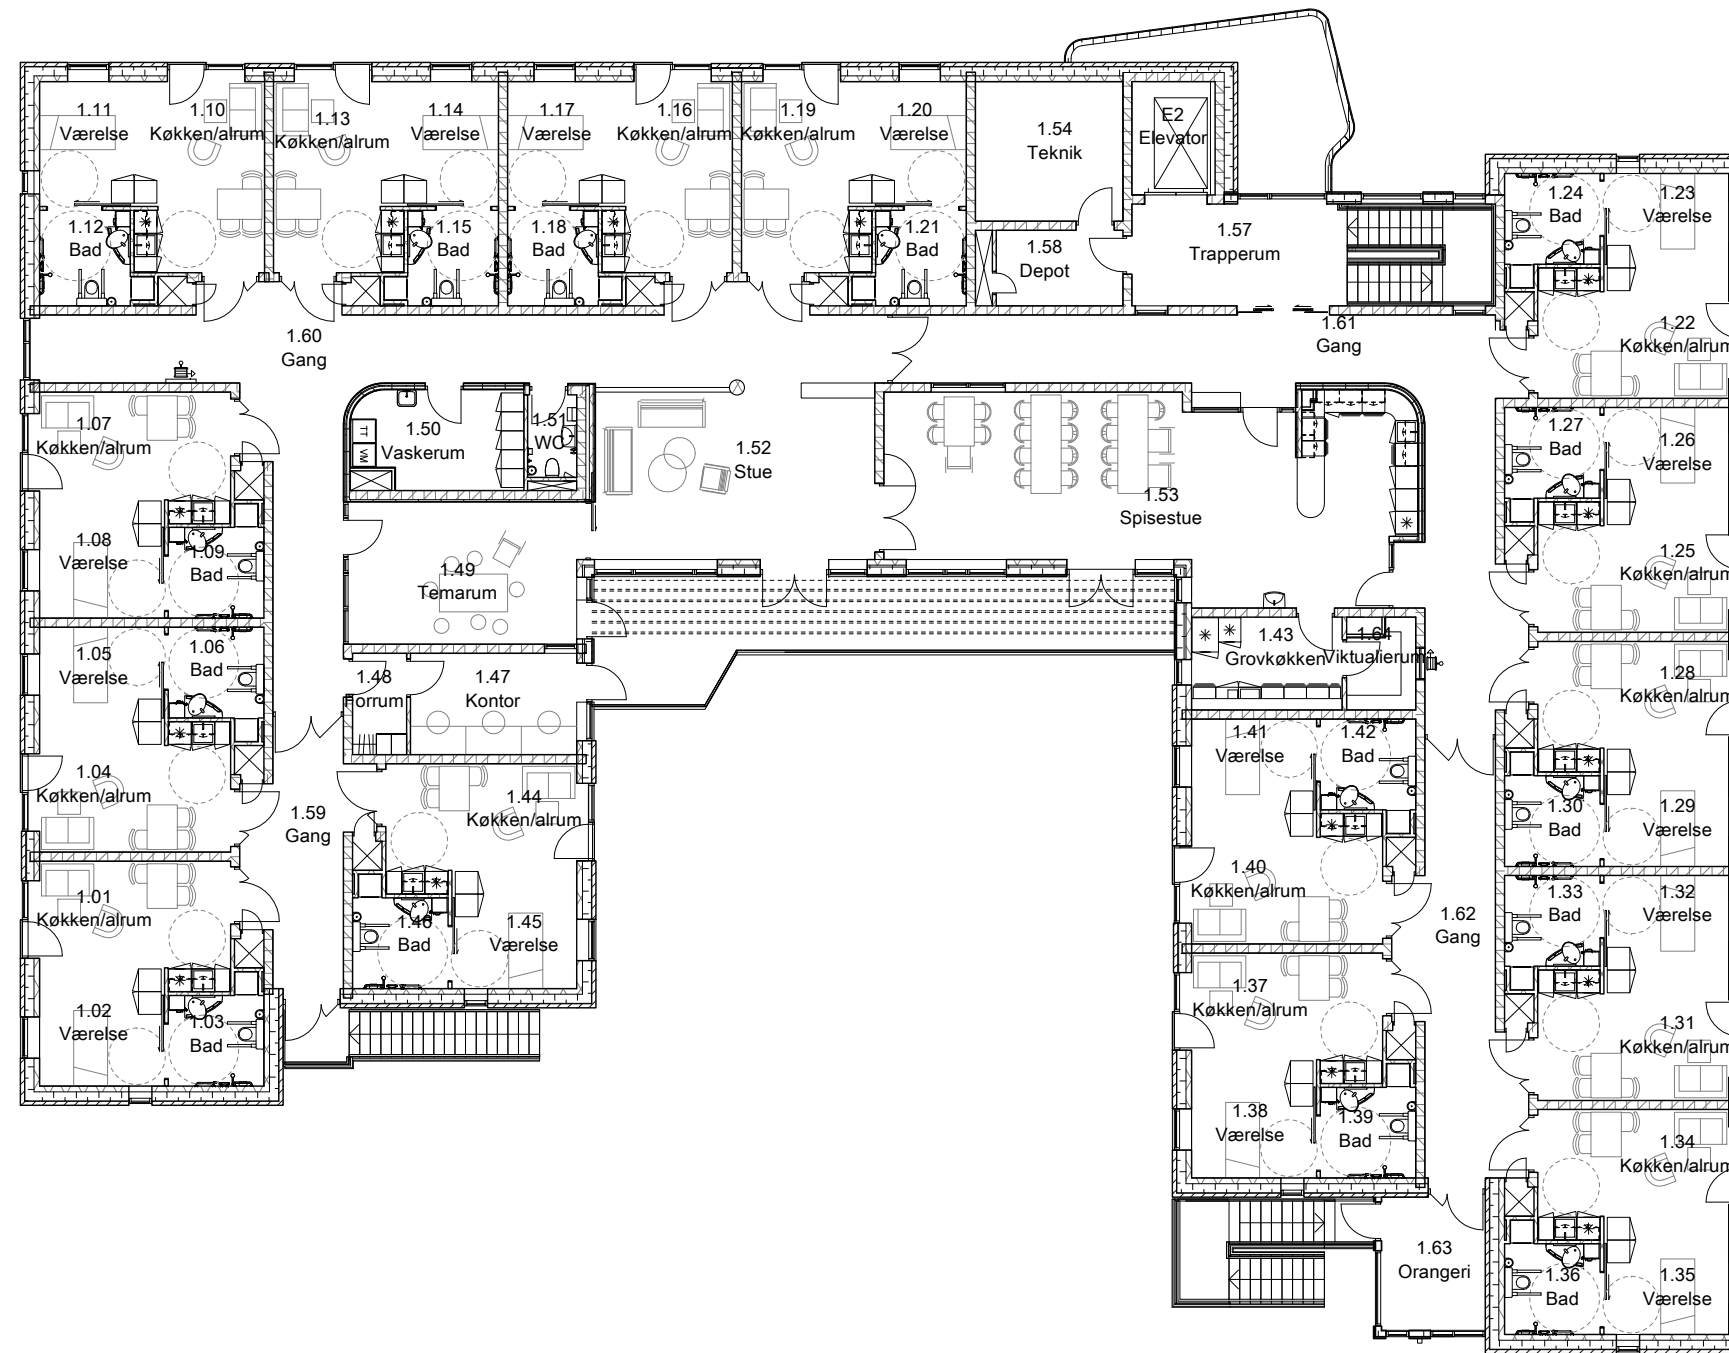 1.11
Værelse
1.10
Køkken/alrum
1.13
Køkken/alrum
1.14
Værelse
1.17
Værelse
1.16
Køkken/alrum
1.19
Køkken/alrum
1.20
Værelse
1.54
Teknik
E2
Elevator
1.12
Bad
1.15
Bad
1.18
Bad
1.21
Bad
1.58
Depot
1.57
Trapperum
1.24
Bad
1.23
Værelse
1.60
Gang
1.61
Gang
1.22
Køkken/alrum
1.07
Køkken/alrum
1.50
Vaskerum
TT
VM
1.51
WC
1.52
Stue
1.53
Spisestue
1.27
Bad
1.26
Værelse
1.08
Værelse
1.09
Bad
1.49
Temarum
1.25
Køkken/alrum
1.05
Værelse
1.06
Bad
1.48
Forrum
1.47
Kontor
1.43
Grovkøkken
1.64
Viktualierum
1.28
Køkken/alrum
1.41
Værelse
1.42
Bad
1.04
Køkken/alrum
1.59
Gang
1.44
Køkken/alrum
1.30
Bad
1.29
Værelse
1.40
Køkken/alrum
1.01
Køkken/alrum
1.46
Bad
1.45
Værelse
1.62
Gang
1.33
Bad
1.32
Værelse
1.02
Værelse
1.03
Bad
1.37
Køkken/alrum
1.31
Køkken/alrum
1.38
Værelse
1.39
Bad
1.34
Køkken/alrum
1.63
Orangeri
1.36
Bad
1.35
Værelse